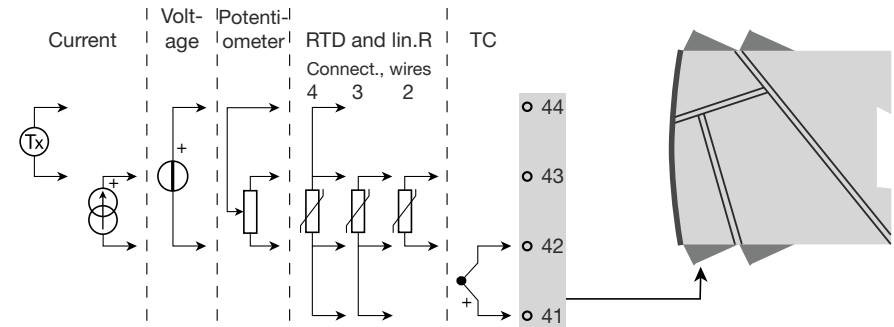 Current
Volt-
age
Potenti-
ometer
RTD and lin.R
Connect., wires
4 3 2
TC
Tx
+
+
+
44
43
42
41